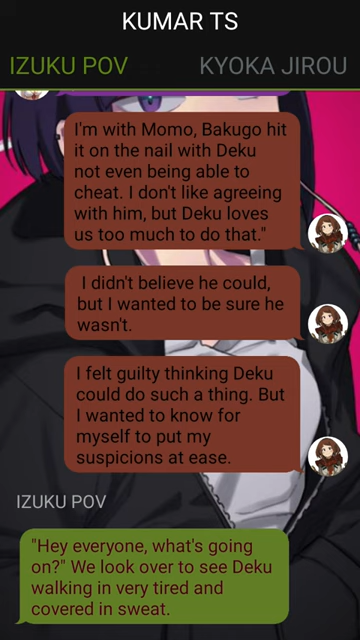 KUMAR TS
IZUKU POV KYOKA JIROU
I'm with Momo, Bakugo hit
it on the nail with Deku
not even being able to
cheat. I don't like agreeing
with him, but Deku loves
us too much to do that."
I didn't believe he could,
but I wanted to be sure he
wasn't.
I felt guilty thinking Deku
could do such a thing. But
I wanted to know for
myself to put my
suspicions at ease.
IZUKU POV
"Hey everyone, what's going
on?" We look over to see Deku
walking in very tired and
covered in sweat.